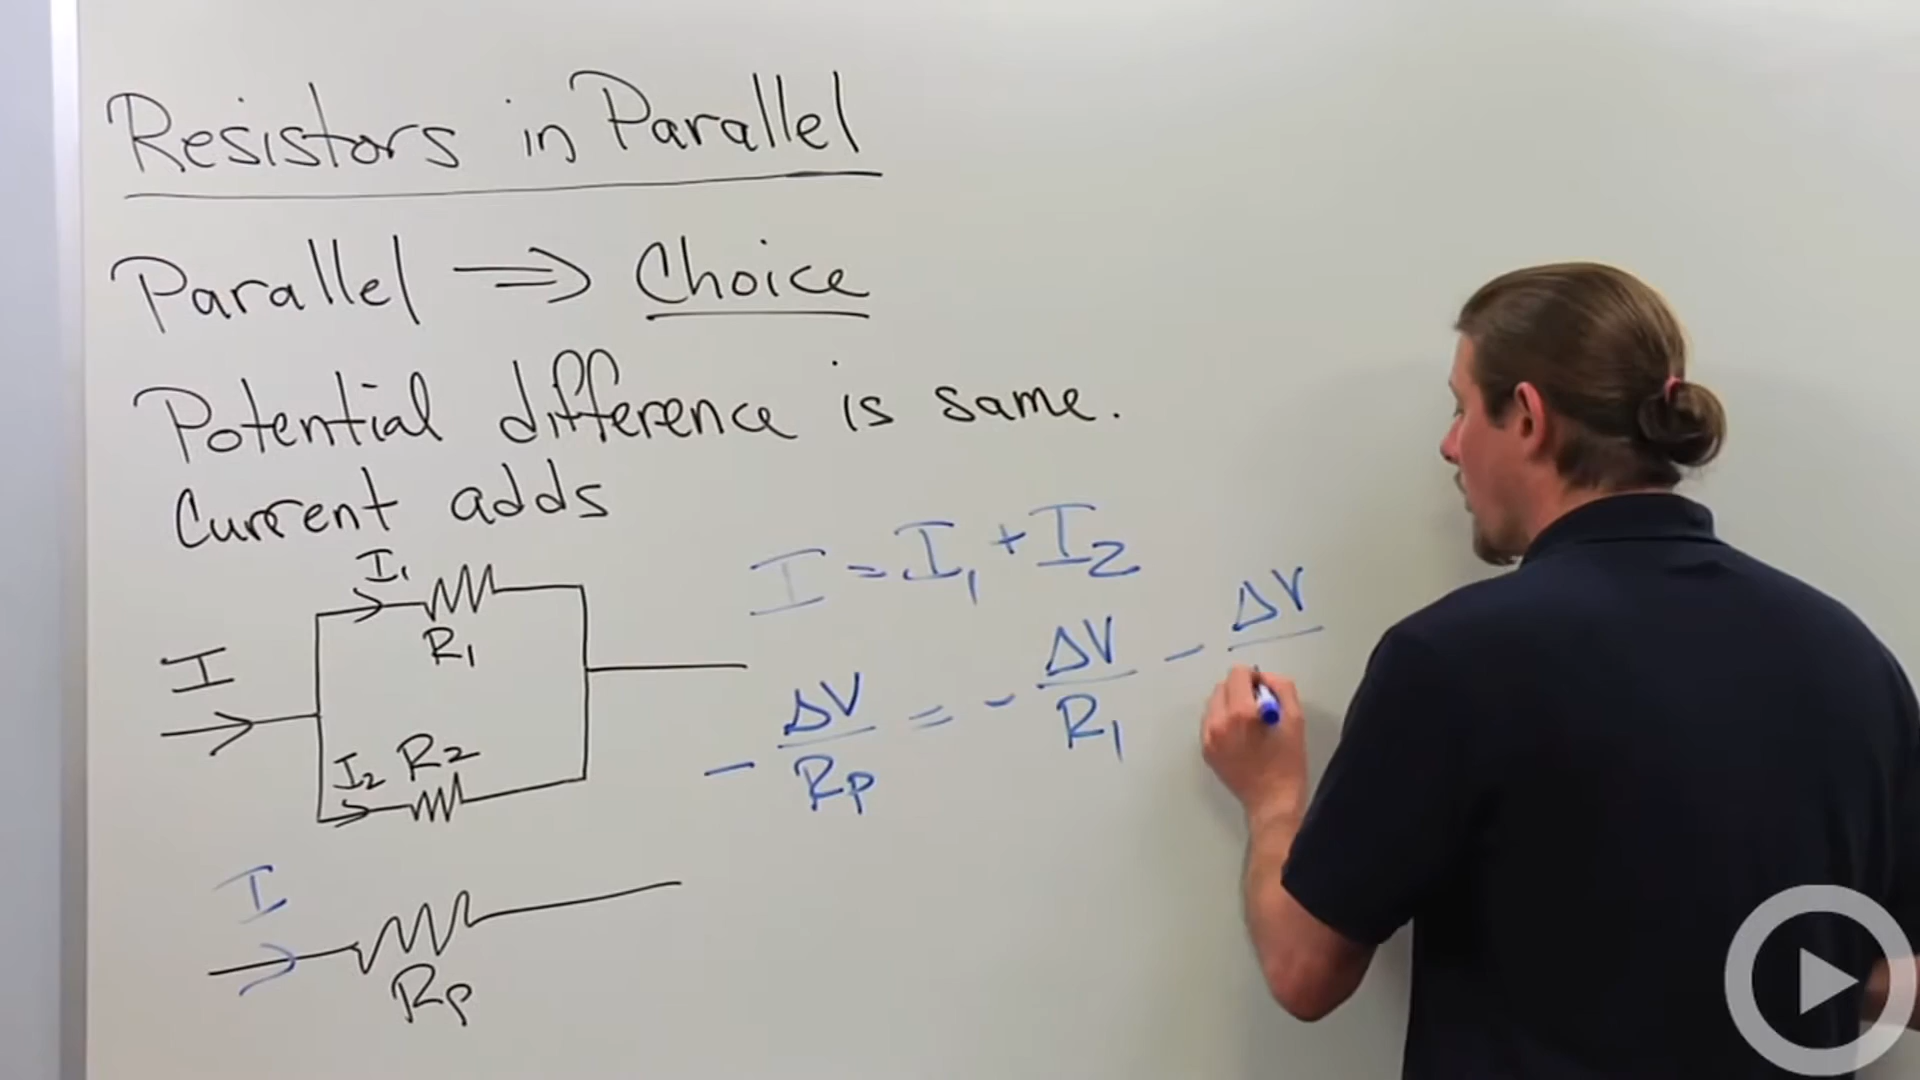 Resistors in Parallel
Parallel ⇒ Choice
Potential difference is same.
Current adds
I = I₁ + I₂
I₁
R₁
I
I₂ R₂
- ΔV/Rp = - ΔV/R₁ - ΔV
I
Rp